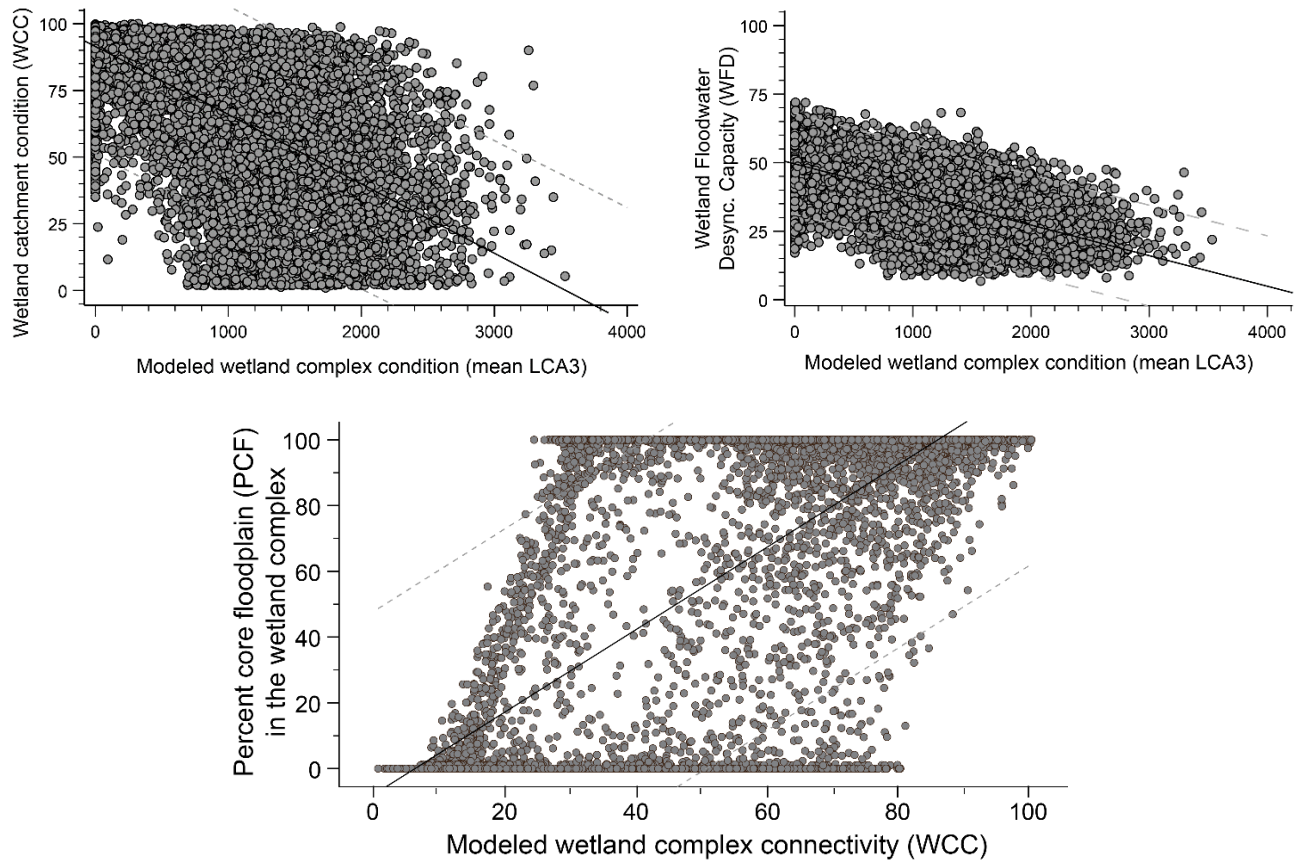 Wetland catchment condition (WCC)
100
75
50
25
0
0 1000 2000 3000 4000
Modeled wetland complex condition (mean LCA3)
Wetland Floodwater
Desync. Capacity (WFD)
100
75
50
25
0
0 1000 2000 3000 4000
Modeled wetland complex condition (mean LCA3)
Percent core floodplain (PCF)
in the wetland complex
100
80
60
40
20
0
0 20 40 60 80 100
Modeled wetland complex connectivity (WCC)